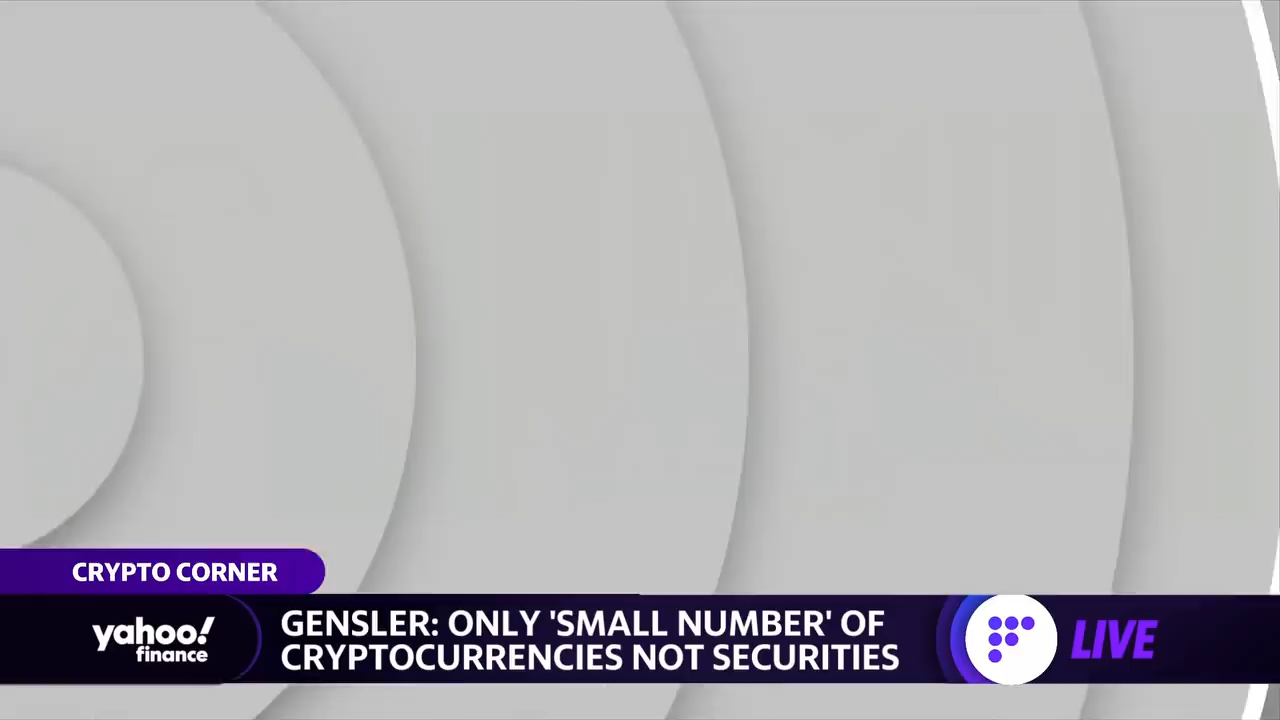 CRYPTO CORNER
yahoo!
finance
GENSLER: ONLY 'SMALL NUMBER' OF
CRYPTOCURRENCIES NOT SECURITIES
LIVE